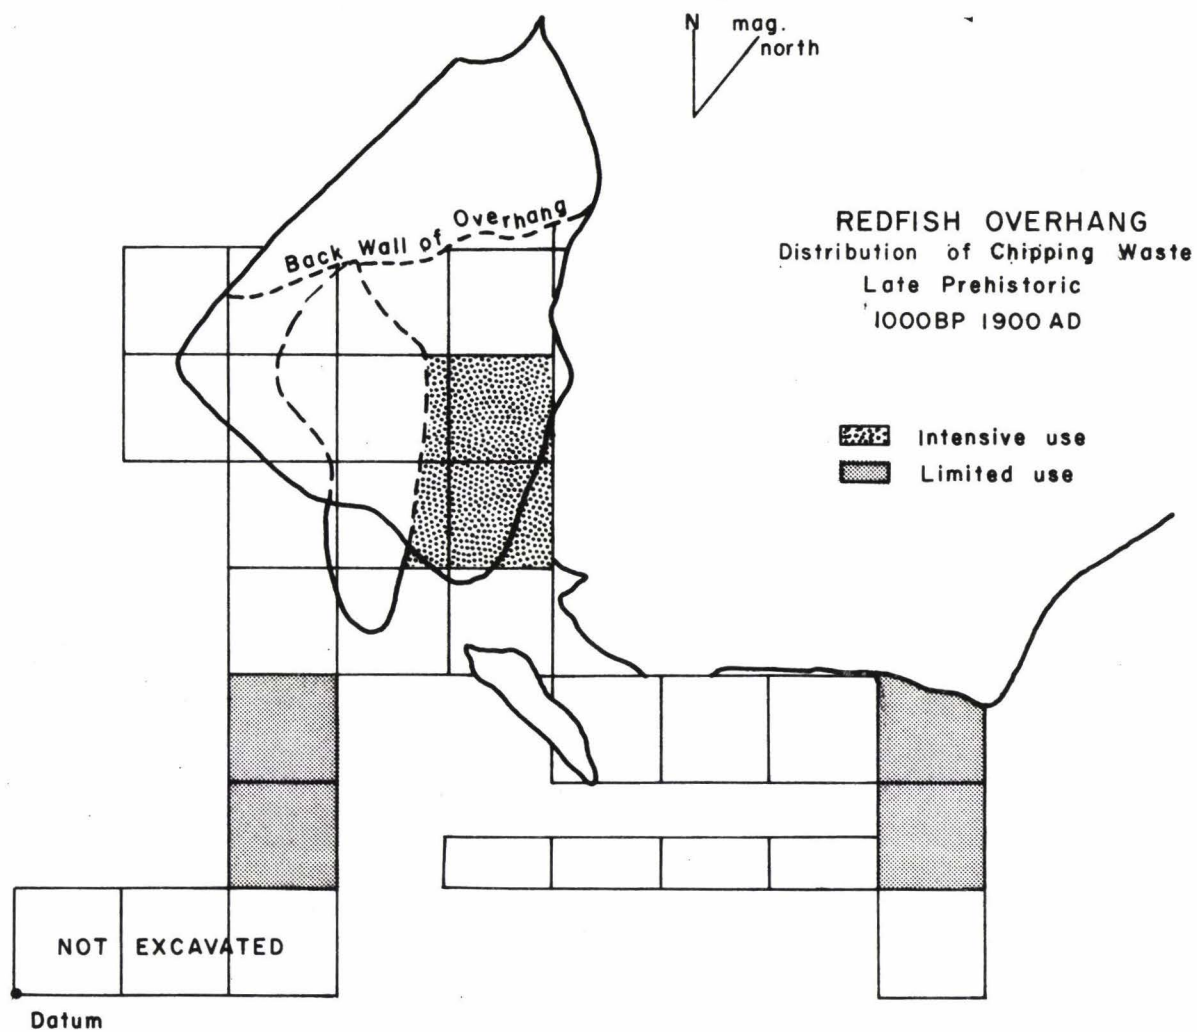 N mag.
north
Back Wall of Overhang
REDFISH OVERHANG
Distribution of Chipping Waste
Late Prehistoric
1000BP 1900 AD
Intensive use
Limited use
NOT EXCAVATED
Datum